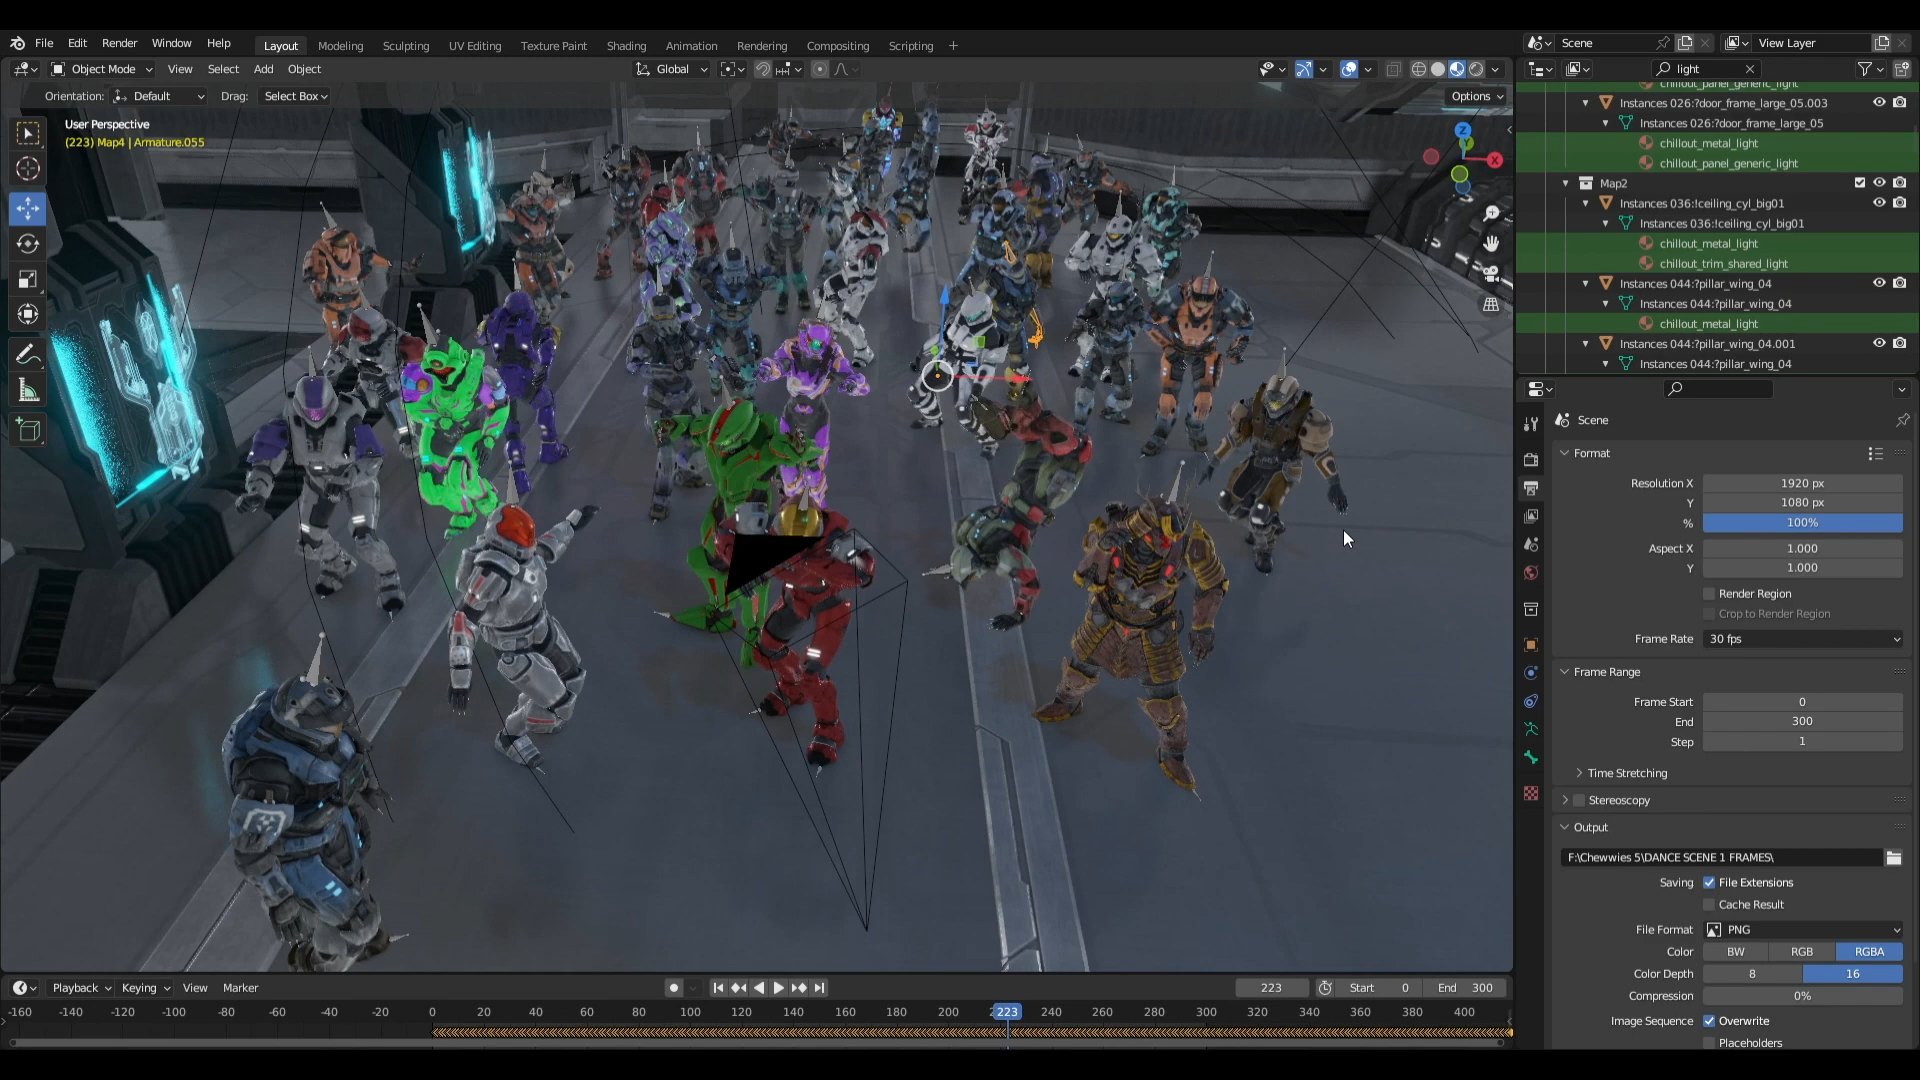 File Edit Render Window Help Layout Modeling Sculpting UV Editing Texture Paint Shading Animation Rendering Compositing Scripting +
Scene View Layer
Object Mode View Select Add Object Global
light
Orientation: Default Drag: Select Box Options
User Perspective
(223) Map4 | Armature.055
Z
X
chillout_panel_generic_light
Instances 026:?door_frame_large_05.003
Instances 026:?door_frame_large_05
chillout_metal_light
chillout_panel_generic_light
Map2
Instances 036:!ceiling_cyl_big01
Instances 036:!ceiling_cyl_big01
chillout_metal_light
chillout_trim_shared_light
Instances 044:?pillar_wing_04
Instances 044:?pillar_wing_04
chillout_metal_light
Instances 044:?pillar_wing_04.001
Instances 044:?pillar_wing_04
Scene
Format
Resolution X 1920 px
Y 1080 px
% 100%
Aspect X 1.000
Y 1.000
Render Region
Crop to Render Region
Frame Rate 30 fps
Frame Range
Frame Start 0
End 300
Step 1
Time Stretching
Stereoscopy
Output
F:\Chewwies 5\DANCE SCENE 1 FRAMES\
Saving File Extensions
Cache Result
File Format PNG
Color BW RGB RGBA
Color Depth 8 16
Compression 0%
Image Sequence Overwrite
Placeholders
Playback Keying View Marker 223 Start 0 End 300
-160 -140 -120 -100 -80 -60 -40 -20 0 20 40 60 80 100 120 140 160 180 200 223 240 260 280 300 320 340 360 380 400